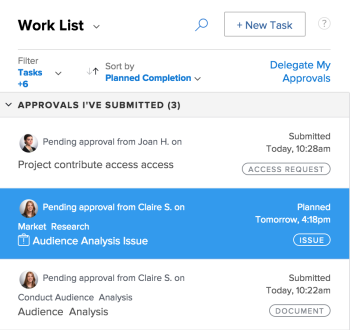 Work List
+ New Task
?
Filter
Tasks
+6
Sort by
Planned Completion
Delegate My
Approvals
APPROVALS I'VE SUBMITTED (3)
Pending approval from Joan H. on
Project contribute access access
Submitted
Today, 10:28am
ACCESS REQUEST
Pending approval from Claire S. on
Market Research
Audience Analysis Issue
Planned
Tomorrow, 4:18pm
ISSUE
Pending approval from Claire S. on
Conduct Audience Analysis
Audience Analysis
Submitted
Today, 10:22am
DOCUMENT